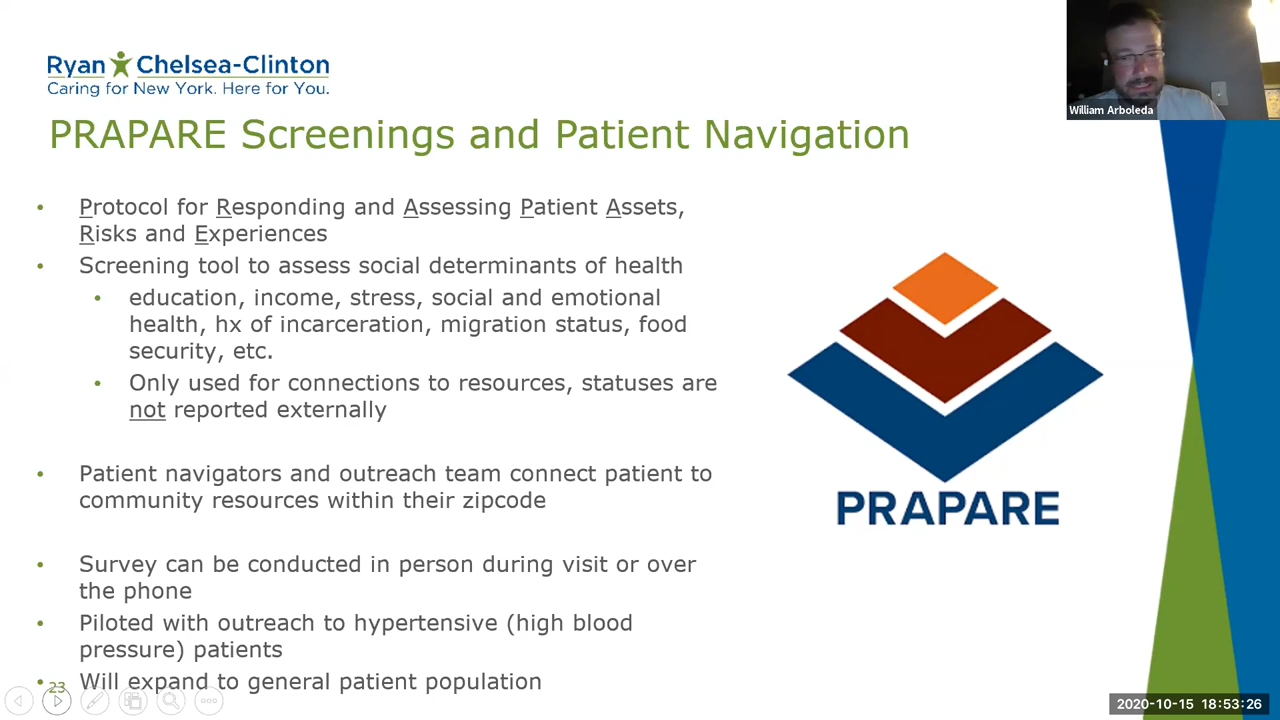 Ryan Chelsea-Clinton
Caring for New York. Here for You.
William Arboleda
PRAPARE Screenings and Patient Navigation
• Protocol for Responding and Assessing Patient Assets,
Risks and Experiences
• Screening tool to assess social determinants of health
• education, income, stress, social and emotional
health, hx of incarceration, migration status, food
security, etc.
• Only used for connections to resources, statuses are
not reported externally
• Patient navigators and outreach team connect patient to
community resources within their zipcode
• Survey can be conducted in person during visit or over
the phone
• Piloted with outreach to hypertensive (high blood
pressure) patients
• Will expand to general patient population
PRAPARE
23
2020-10-15 18:53:26